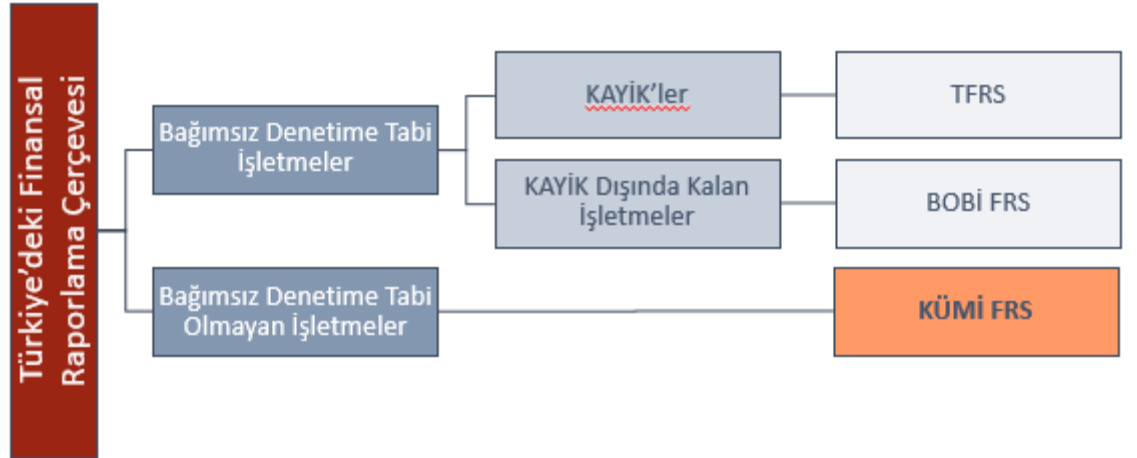 Türkiye'deki Finansal
Raporlama Çerçevesi
Bağımsız Denetime Tabi
İşletmeler
KAYİK'ler
TFRS
KAYİK Dışında Kalan
İşletmeler
BOBİ FRS
Bağımsız Denetime Tabi
Olmayan İşletmeler
KÜMİ FRS